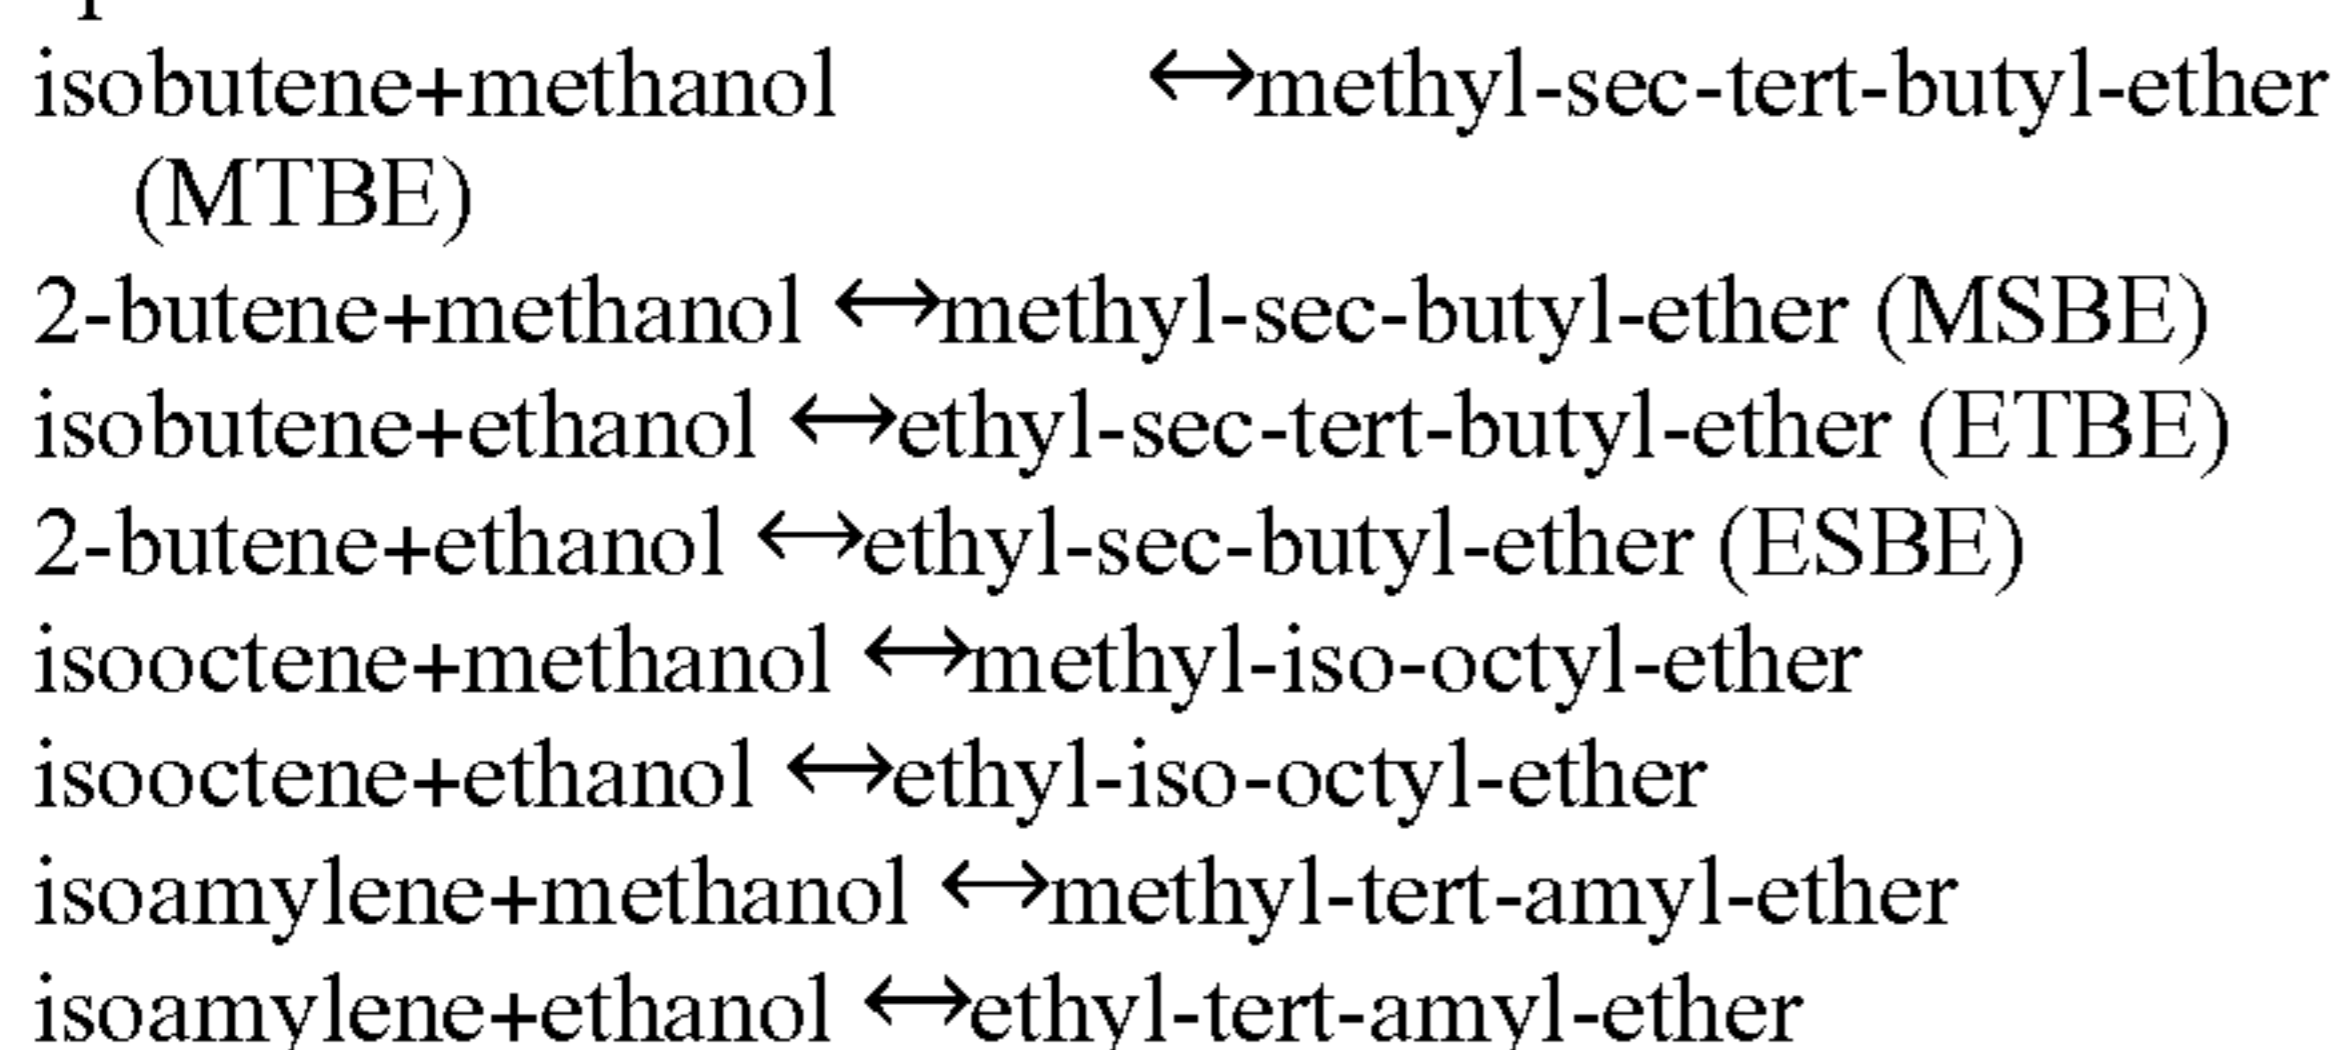 isobutene+methanol ↔methyl-sec-tert-butyl-ether
(MTBE)
2-butene+methanol ↔methyl-sec-butyl-ether (MSBE)
isobutene+ethanol ↔ethyl-sec-tert-butyl-ether (ETBE)
2-butene+ethanol ↔ethyl-sec-butyl-ether (ESBE)
isooctene+methanol ↔methyl-iso-octyl-ether
isooctene+ethanol ↔ethyl-iso-octyl-ether
isoamylene+methanol ↔methyl-tert-amyl-ether
isoamylene+ethanol ↔ethyl-tert-amyl-ether